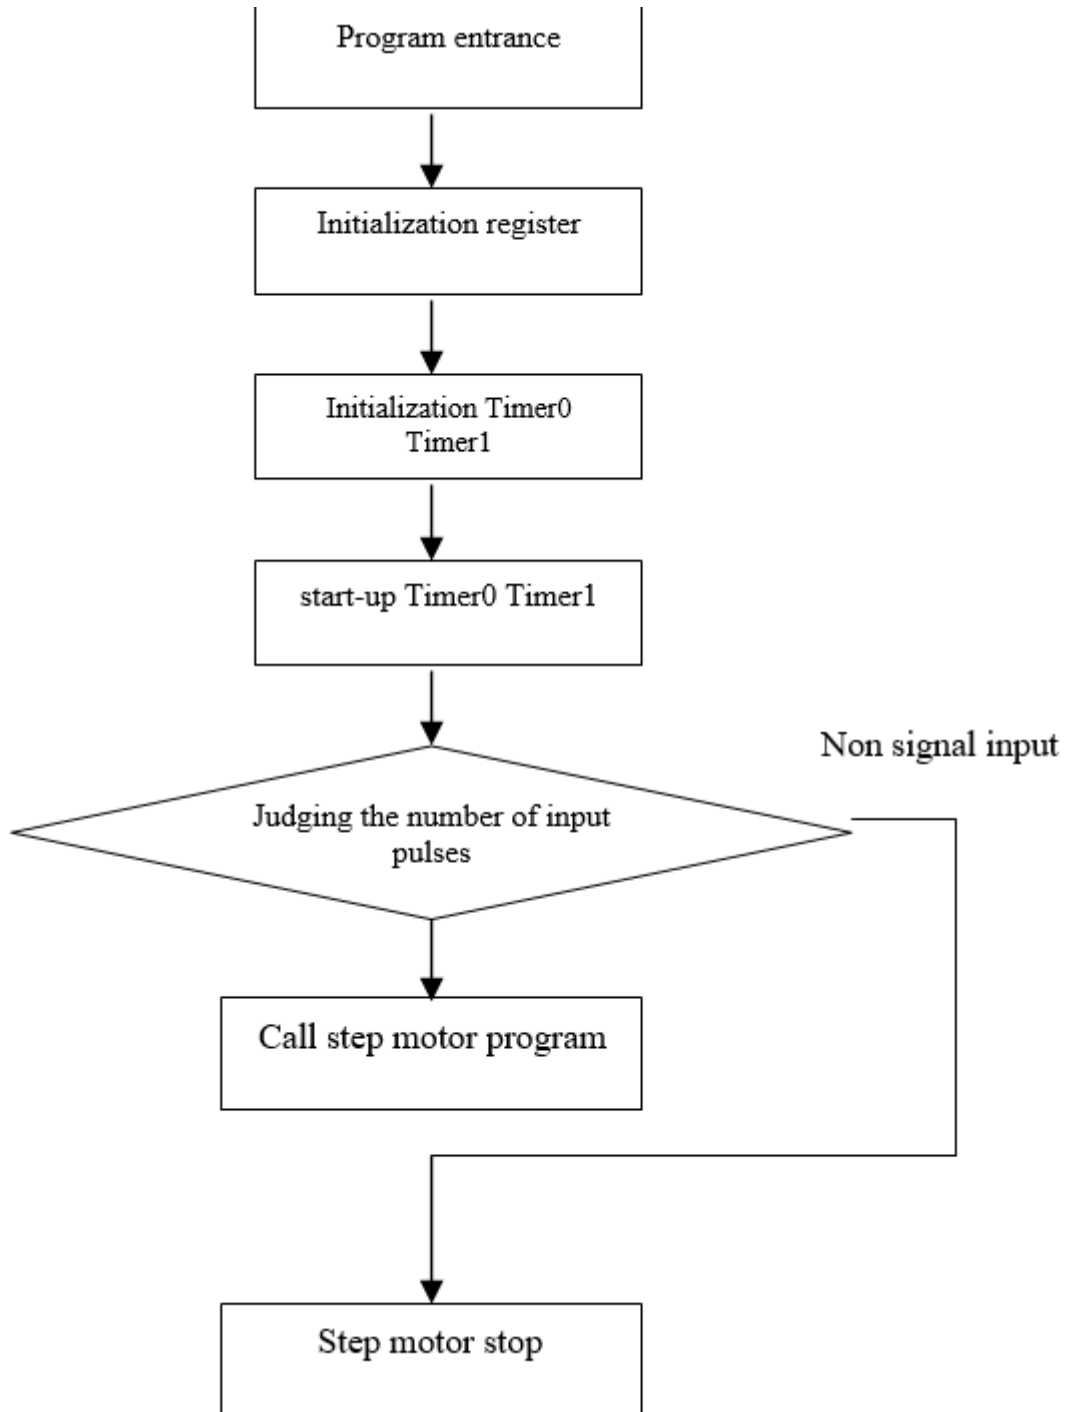 Program entrance
Initialization register
Initialization Timer0
Timer1
start-up Timer0 Timer1
Non signal input
Judging the number of input
pulses
Call step motor program
Step motor stop